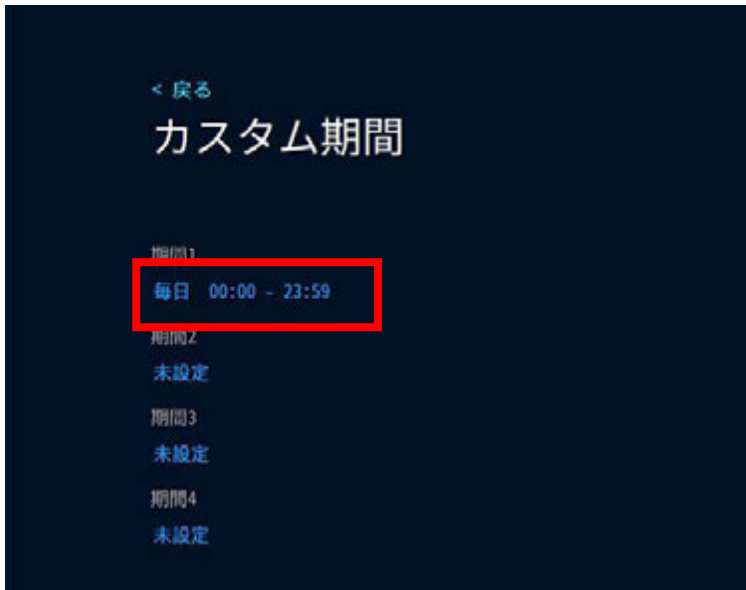 < 戻る
カスタム期間
期間1
毎日 00:00 - 23:59
期間2
未設定
期間3
未設定
期間4
未設定